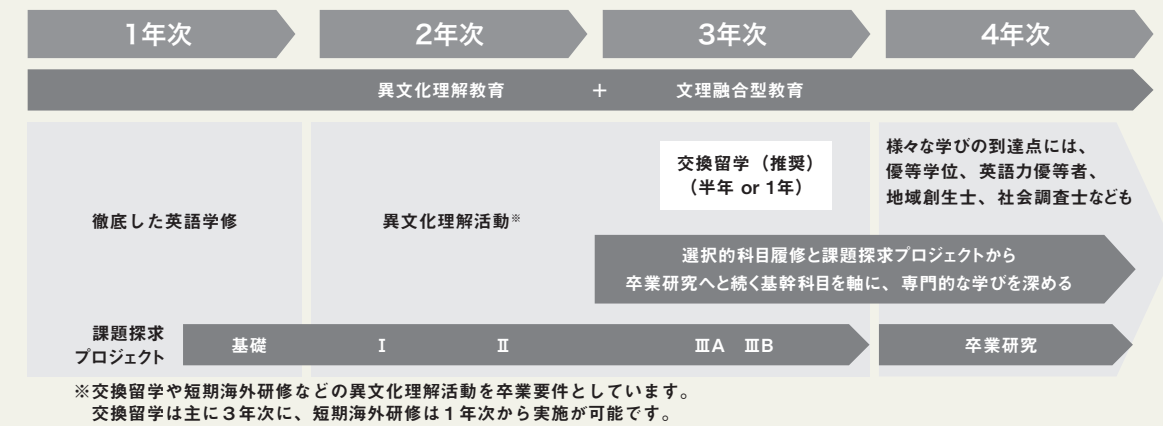 1年次 2年次 3年次 4年次
異文化理解教育 + 文理融合型教育
徹底した英語学修
異文化理解活動※
交換留学（推奨）
（半年 or 1年）
様々な学びの到達点には、
優等学位、英語力優等者、
地域創生士、社会調査士なども
選択的科目履修と課題探求プロジェクトから
卒業研究へと続く基幹科目を軸に、専門的な学びを深める
課題探求
プロジェクト
基礎 Ⅰ Ⅱ ⅢA ⅢB 卒業研究
※交換留学や短期海外研修などの異文化理解活動を卒業要件としています。
交換留学は主に３年次に、短期海外研修は１年次から実施が可能です。